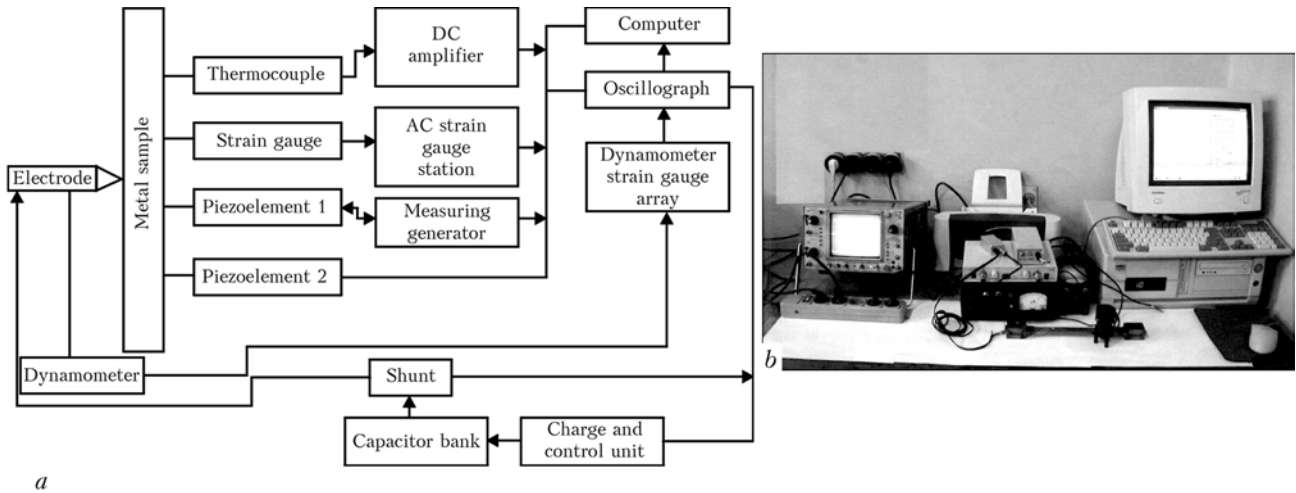 Electrode
Metal sample
Thermocouple
Strain gauge
Piezoelement 1
Piezoelement 2
DC
amplifier
AC strain
gauge
station
Measuring
generator
Computer
Oscillograph
Dynamometer
strain gauge
array
Dynamometer
Shunt
Capacitor bank
Charge and
control unit
a
b